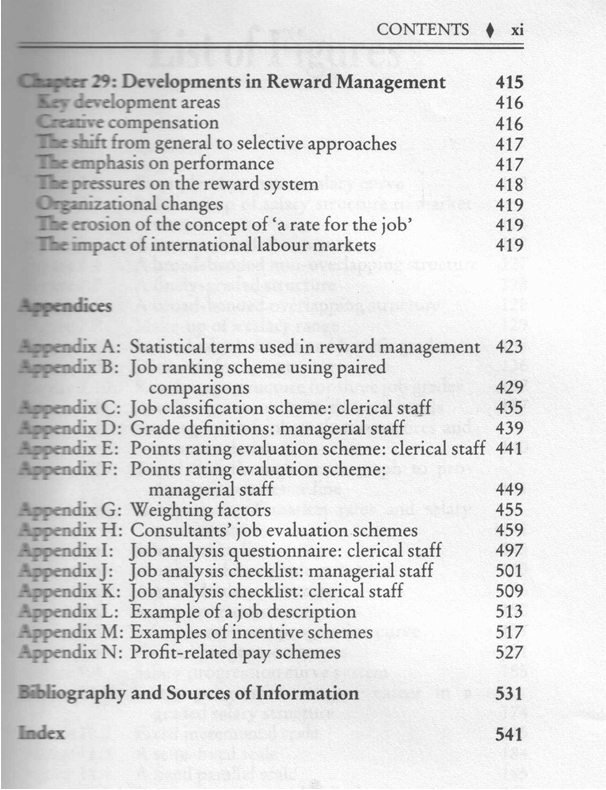 CONTENTS ♦ xi
Chapter 29: Developments in Reward Management 415
Key development areas 416
Creative compensation 416
The shift from general to selective approaches 417
The emphasis on performance 417
The pressures on the reward system 418
Organizational changes 419
The erosion of the concept of ‘a rate for the job’ 419
The impact of international labour markets 419
Appendices
Appendix A: Statistical terms used in reward management 423
Appendix B: Job ranking scheme using paired
comparisons 429
Appendix C: Job classification scheme: clerical staff 435
Appendix D: Grade definitions: managerial staff 439
Appendix E: Points rating evaluation scheme: clerical staff 441
Appendix F: Points rating evaluation scheme:
managerial staff 449
Appendix G: Weighting factors 455
Appendix H: Consultants’ job evaluation schemes 459
Appendix I: Job analysis questionnaire: clerical staff 497
Appendix J: Job analysis checklist: managerial staff 501
Appendix K: Job analysis checklist: clerical staff 509
Appendix L: Example of a job description 513
Appendix M: Examples of incentive schemes 517
Appendix N: Profit-related pay schemes 527
Bibliography and Sources of Information 531
Index 541